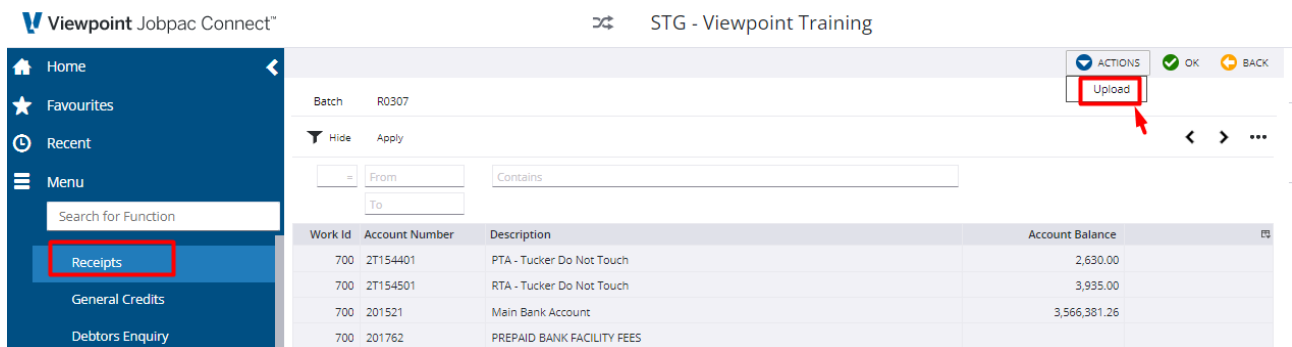 Viewpoint Jobpac Connect™
STG - Viewpoint Training
Home
Favourites
Recent
Menu
Search for Function
Receipts
General Credits
Debtors Enquiry
ACTIONS OK BACK
Upload
Batch R0307
Hide Apply
= From Contains
To
Work Id Account Number Description Account Balance
700 2T154401 PTA - Tucker Do Not Touch 2,630.00
700 2T154501 RTA - Tucker Do Not Touch 3,935.00
700 201521 Main Bank Account 3,566,381.26
700 201762 PREPAID BANK FACILITY FEES